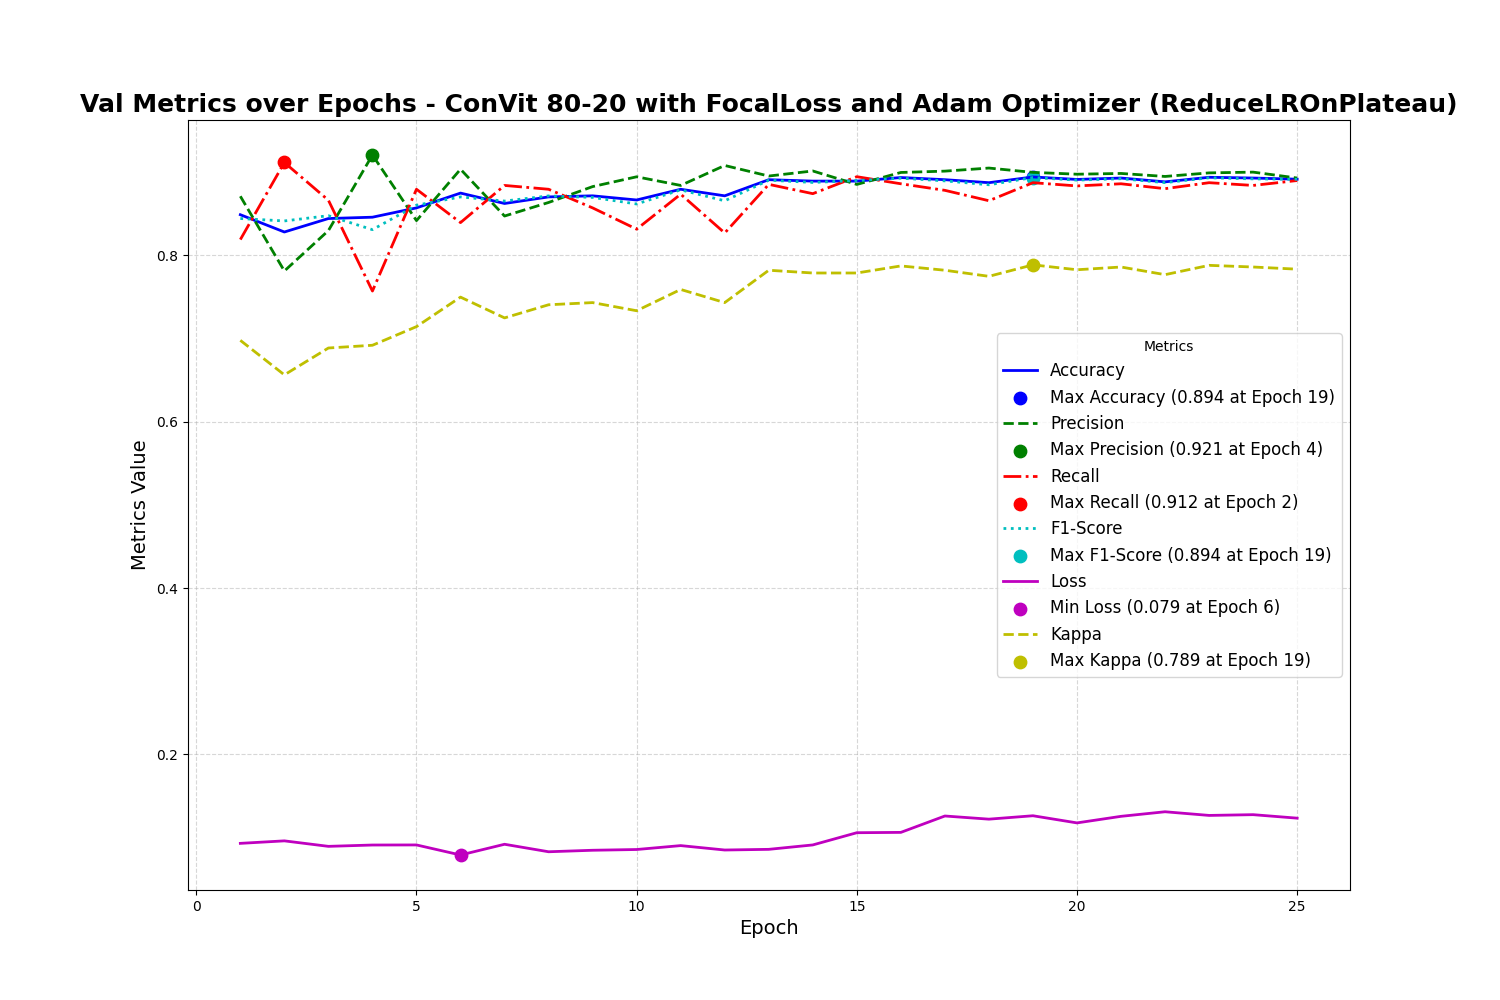 Val Metrics over Epochs - ConVit 80-20 with FocalLoss and Adam Optimizer (ReduceLROnPlateau)
Metrics Value
0.8
0.6
0.4
0.2
Metrics
Accuracy
Max Accuracy (0.894 at Epoch 19)
Precision
Max Precision (0.921 at Epoch 4)
Recall
Max Recall (0.912 at Epoch 2)
F1-Score
Max F1-Score (0.894 at Epoch 19)
Loss
Min Loss (0.079 at Epoch 6)
Kappa
Max Kappa (0.789 at Epoch 19)
0 5 10 15 20 25
Epoch